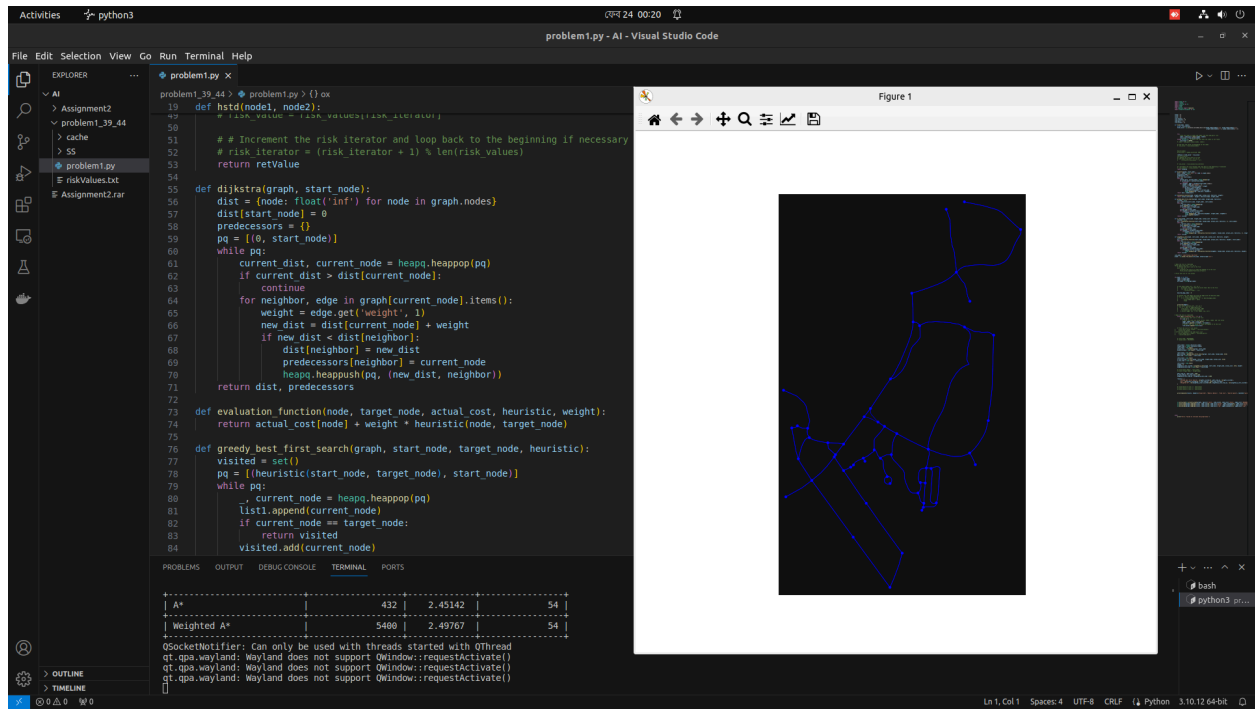 Activities python3
ফেব 24 00:20
problem1.py - AI - Visual Studio Code
File Edit Selection View Go Run Terminal Help
EXPLORER
AI
Assignment2
problem1_39_44
cache
SS
problem1.py
riskValues.txt
Assignment2.rar
OUTLINE
TIMELINE
problem1.py
problem1_39_44 > problem1.py > {} ox
19 def hstd(node1, node2):
49 # risk_value = risk_values[risk_iterator]
50
51 # # Increment the risk iterator and loop back to the beginning if necessary
52 # risk_iterator = (risk_iterator + 1) % len(risk_values)
53 return retValue
54
55 def dijkstra(graph, start_node):
56 dist = {node: float('inf') for node in graph.nodes}
57 dist[start_node] = 0
58 predecessors = {}
59 pq = [(0, start_node)]
60 while pq:
61 current_dist, current_node = heapq.heappop(pq)
62 if current_dist > dist[current_node]:
63 continue
64 for neighbor, edge in graph[current_node].items():
65 weight = edge.get('weight', 1)
66 new_dist = dist[current_node] + weight
67 if new_dist < dist[neighbor]:
68 dist[neighbor] = new_dist
69 predecessors[neighbor] = current_node
70 heapq.heappush(pq, (new_dist, neighbor))
71 return dist, predecessors
72
73 def evaluation_function(node, target_node, actual_cost, heuristic, weight):
74 return actual_cost[node] + weight * heuristic(node, target_node)
75
76 def greedy_best_first_search(graph, start_node, target_node, heuristic):
77 visited = set()
78 pq = [(heuristic(start_node, target_node), start_node)]
79 while pq:
80 _, current_node = heapq.heappop(pq)
81 list1.append(current_node)
82 if current_node == target_node:
83 return visited
84 visited.add(current_node)
Figure 1
PROBLEMS OUTPUT DEBUG CONSOLE TERMINAL PORTS
| A* | 432 | 2.45142 | 54 |
| Weighted A* | 5400 | 2.49767 | 54 |
QSocketNotifier: Can only be used with threads started with QThread
qt.qpa.wayland: Wayland does not support QWindow::requestActivate()
qt.qpa.wayland: Wayland does not support QWindow::requestActivate()
qt.qpa.wayland: Wayland does not support QWindow::requestActivate()
bash
python3 pr...
0 0 0 Ln 1, Col 1 Spaces: 4 UTF-8 CRLF Python 3.10.12 64-bit